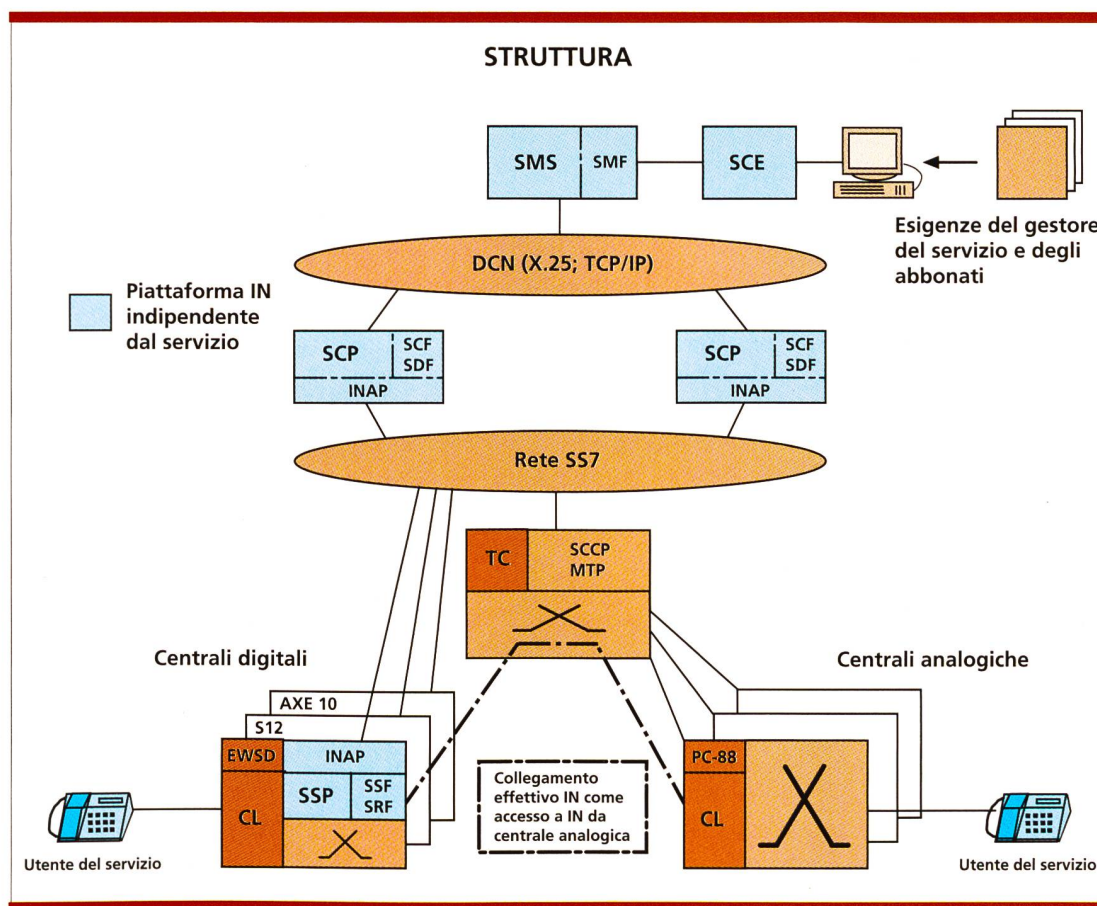 STRUTTURA
SMS
SMF
SCE
Esigenze del gestore
del servizio e degli
abbonati
DCN (X.25; TCP/IP)
Piattaforma IN
indipendente
dal servizio
SCP
SCF
SDF
INAP
SCP
SCF
SDF
INAP
Rete SS7
TC
SCCP
MTP
Centrali digitali
Centrali analogiche
AXE 10
S12
EWSD
INAP
SSP
SSF
SRF
CL
Collegamento
effettivo IN come
accesso a IN da
centrale analogica
PC-88
CL
Utente del servizio
Utente del servizio